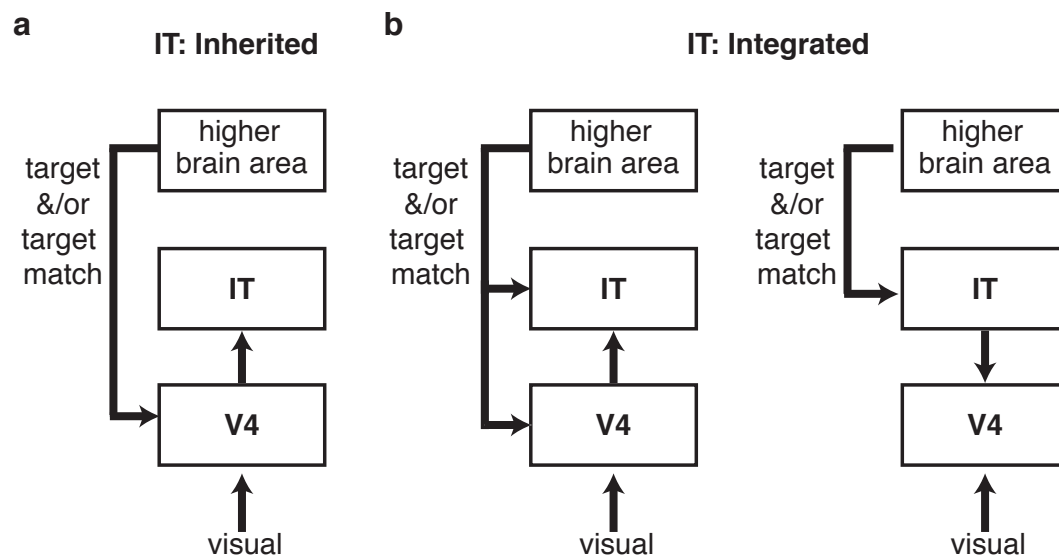 a
IT: Inherited
higher
brain area
target
&/or
target
match
IT
V4
visual
b
IT: Integrated
higher
brain area
target
&/or
target
match
IT
V4
visual
higher
brain area
target
&/or
target
match
IT
V4
visual